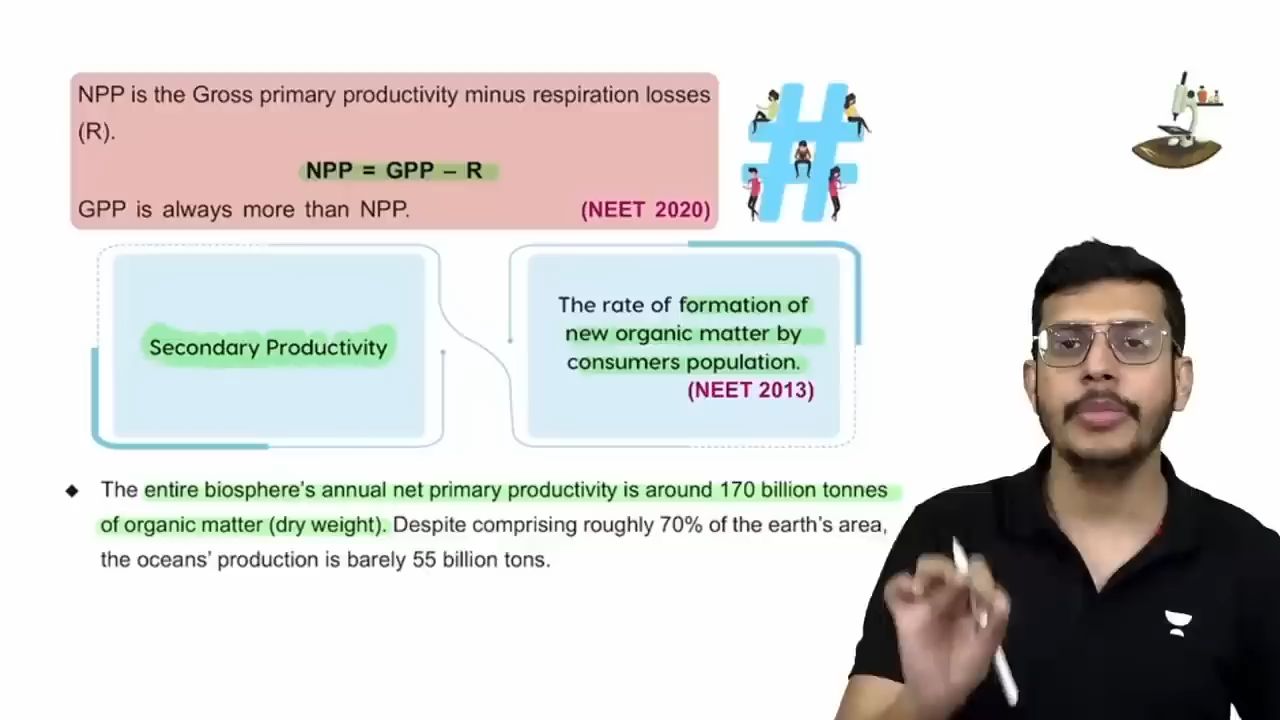 NPP is the Gross primary productivity minus respiration losses
(R).
NPP = GPP – R
GPP is always more than NPP. (NEET 2020)
Secondary Productivity
The rate of formation of
new organic matter by
consumers population.
(NEET 2013)
The entire biosphere's annual net primary productivity is around 170 billion tonnes
of organic matter (dry weight). Despite comprising roughly 70% of the earth's area,
the oceans' production is barely 55 billion tons.